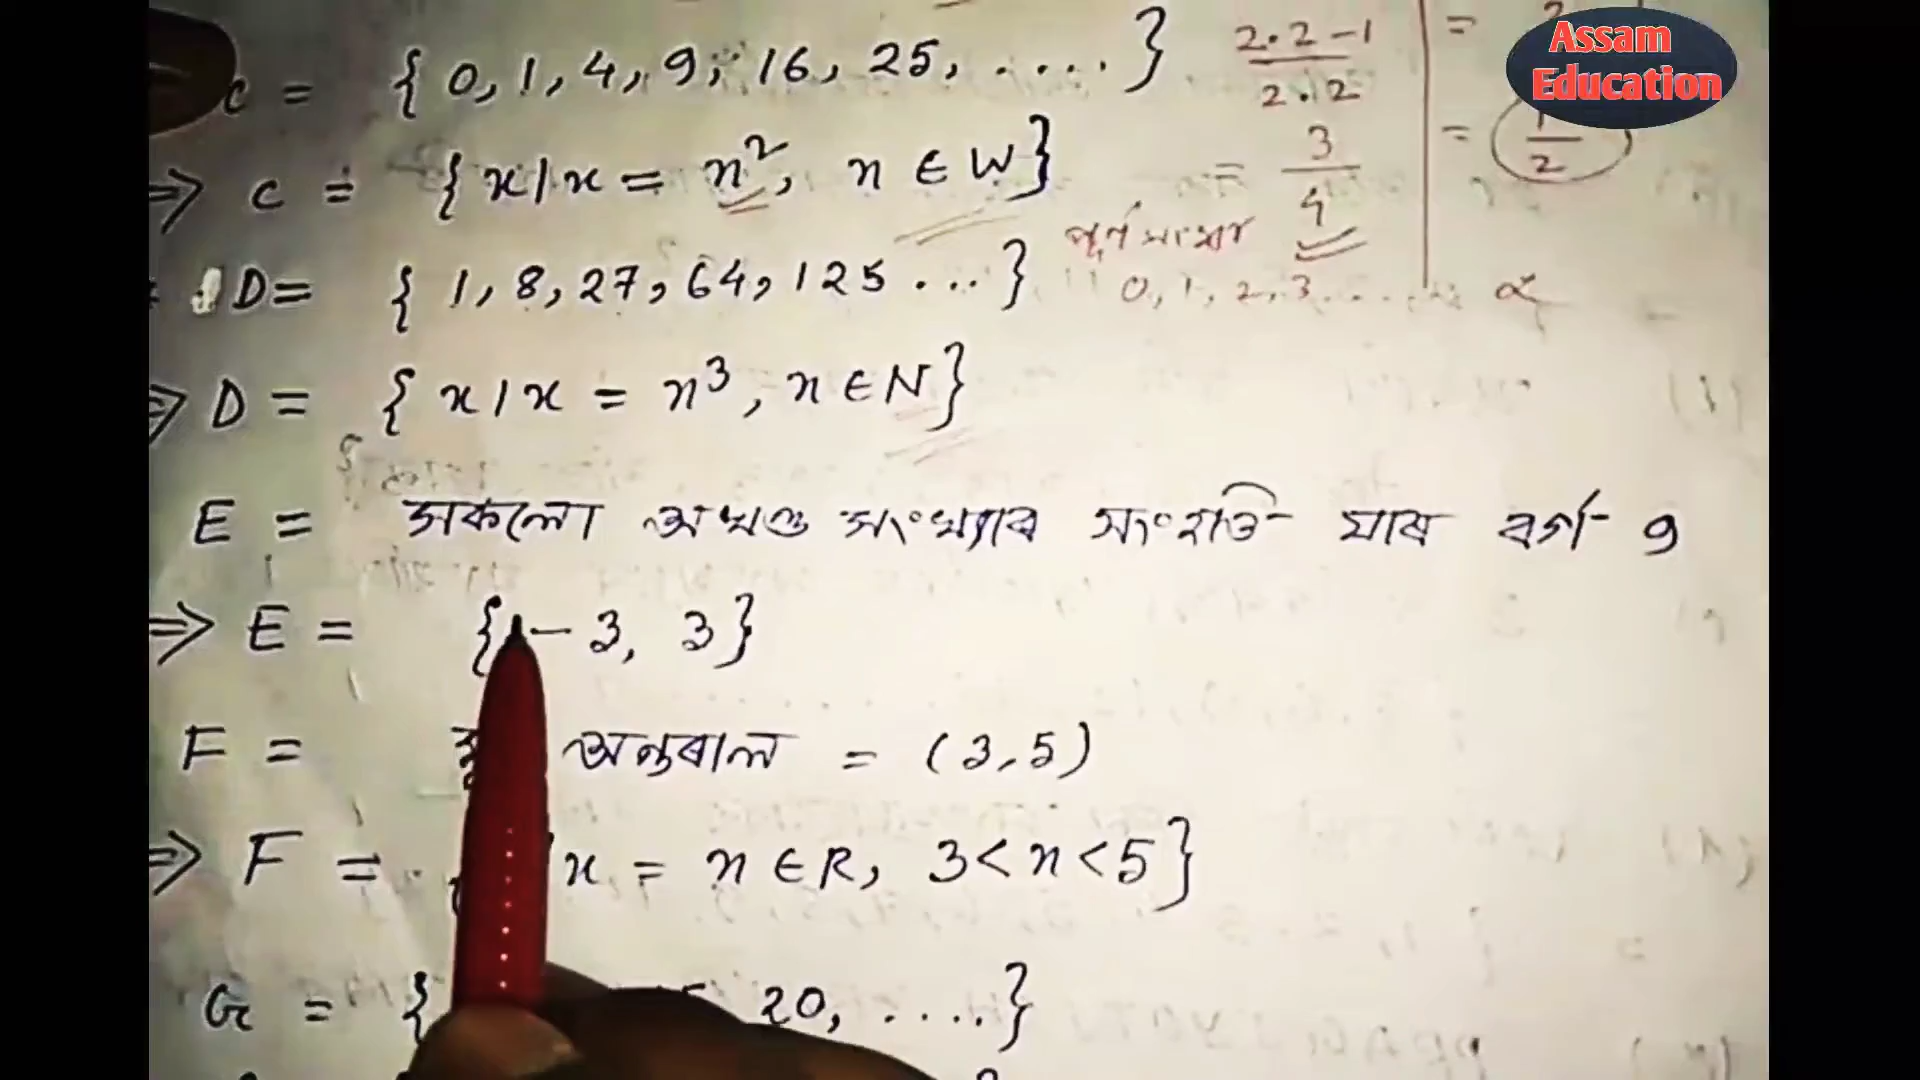 c = {0, 1, 4, 9, 16, 25, ....}
⇒ c = {x/x = n², n ∈ W}
D = {1, 8, 27, 64, 125 ...}
⇒ D = {x/x = n³, n ∈ N}
E = সকলো অখণ্ড সংখ্যাৰ সংহতি যাৰ বৰ্গ 9
⇒ E = {-3, 3}
F = অন্তৰাল = (3, 5)
⇒ F = x = n ∈ R, 3 < n < 5}
G = { 20, ....}
2·2-1
2·2
= 3
4
পূৰ্ণ সংখ্যা
0, 1, 2, 3 ..... α
=
= 1
2
Assam
Education